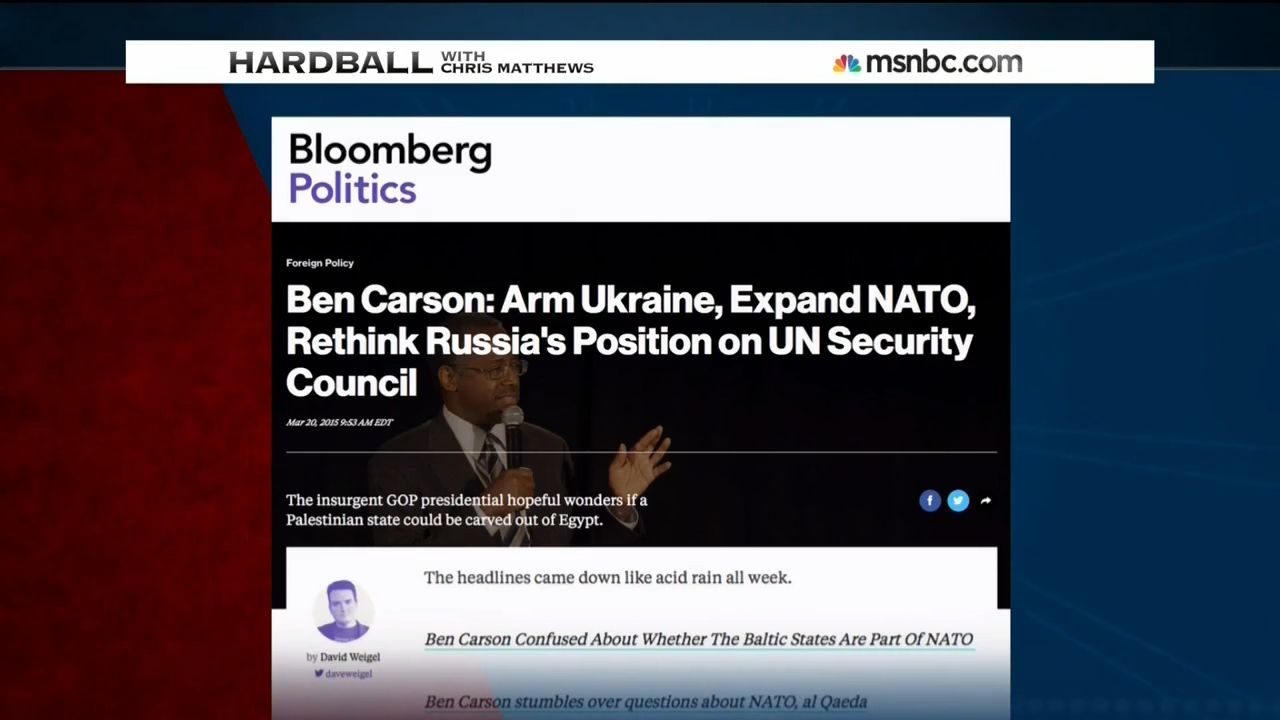 HARDBALL WITH CHRIS MATTHEWS
msnbc.com
Bloomberg
Politics
Foreign Policy
Ben Carson: Arm Ukraine, Expand NATO,
Rethink Russia's Position on UN Security
Council
Mar 20, 2015 9:53 AM EDT
The insurgent GOP presidential hopeful wonders if a
Palestinian state could be carved out of Egypt.
The headlines came down like acid rain all week.
by David Weigel
daveweigel
Ben Carson Confused About Whether The Baltic States Are Part Of NATO
Ben Carson stumbles over questions about NATO, al Qaeda